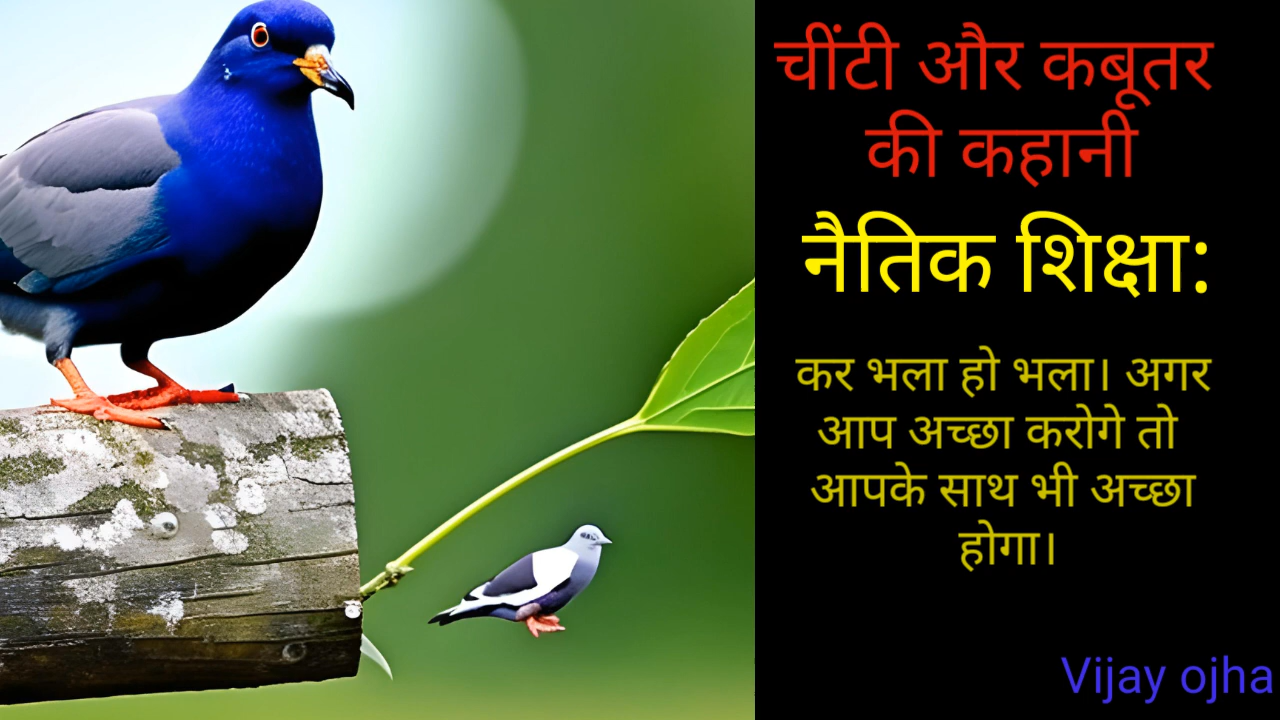 चींटी और कबूतर
की कहानी
नैतिक शिक्षा:
कर भला हो भला। अगर
आप अच्छा करोगे तो
आपके साथ भी अच्छा
होगा।
Vijay ojha